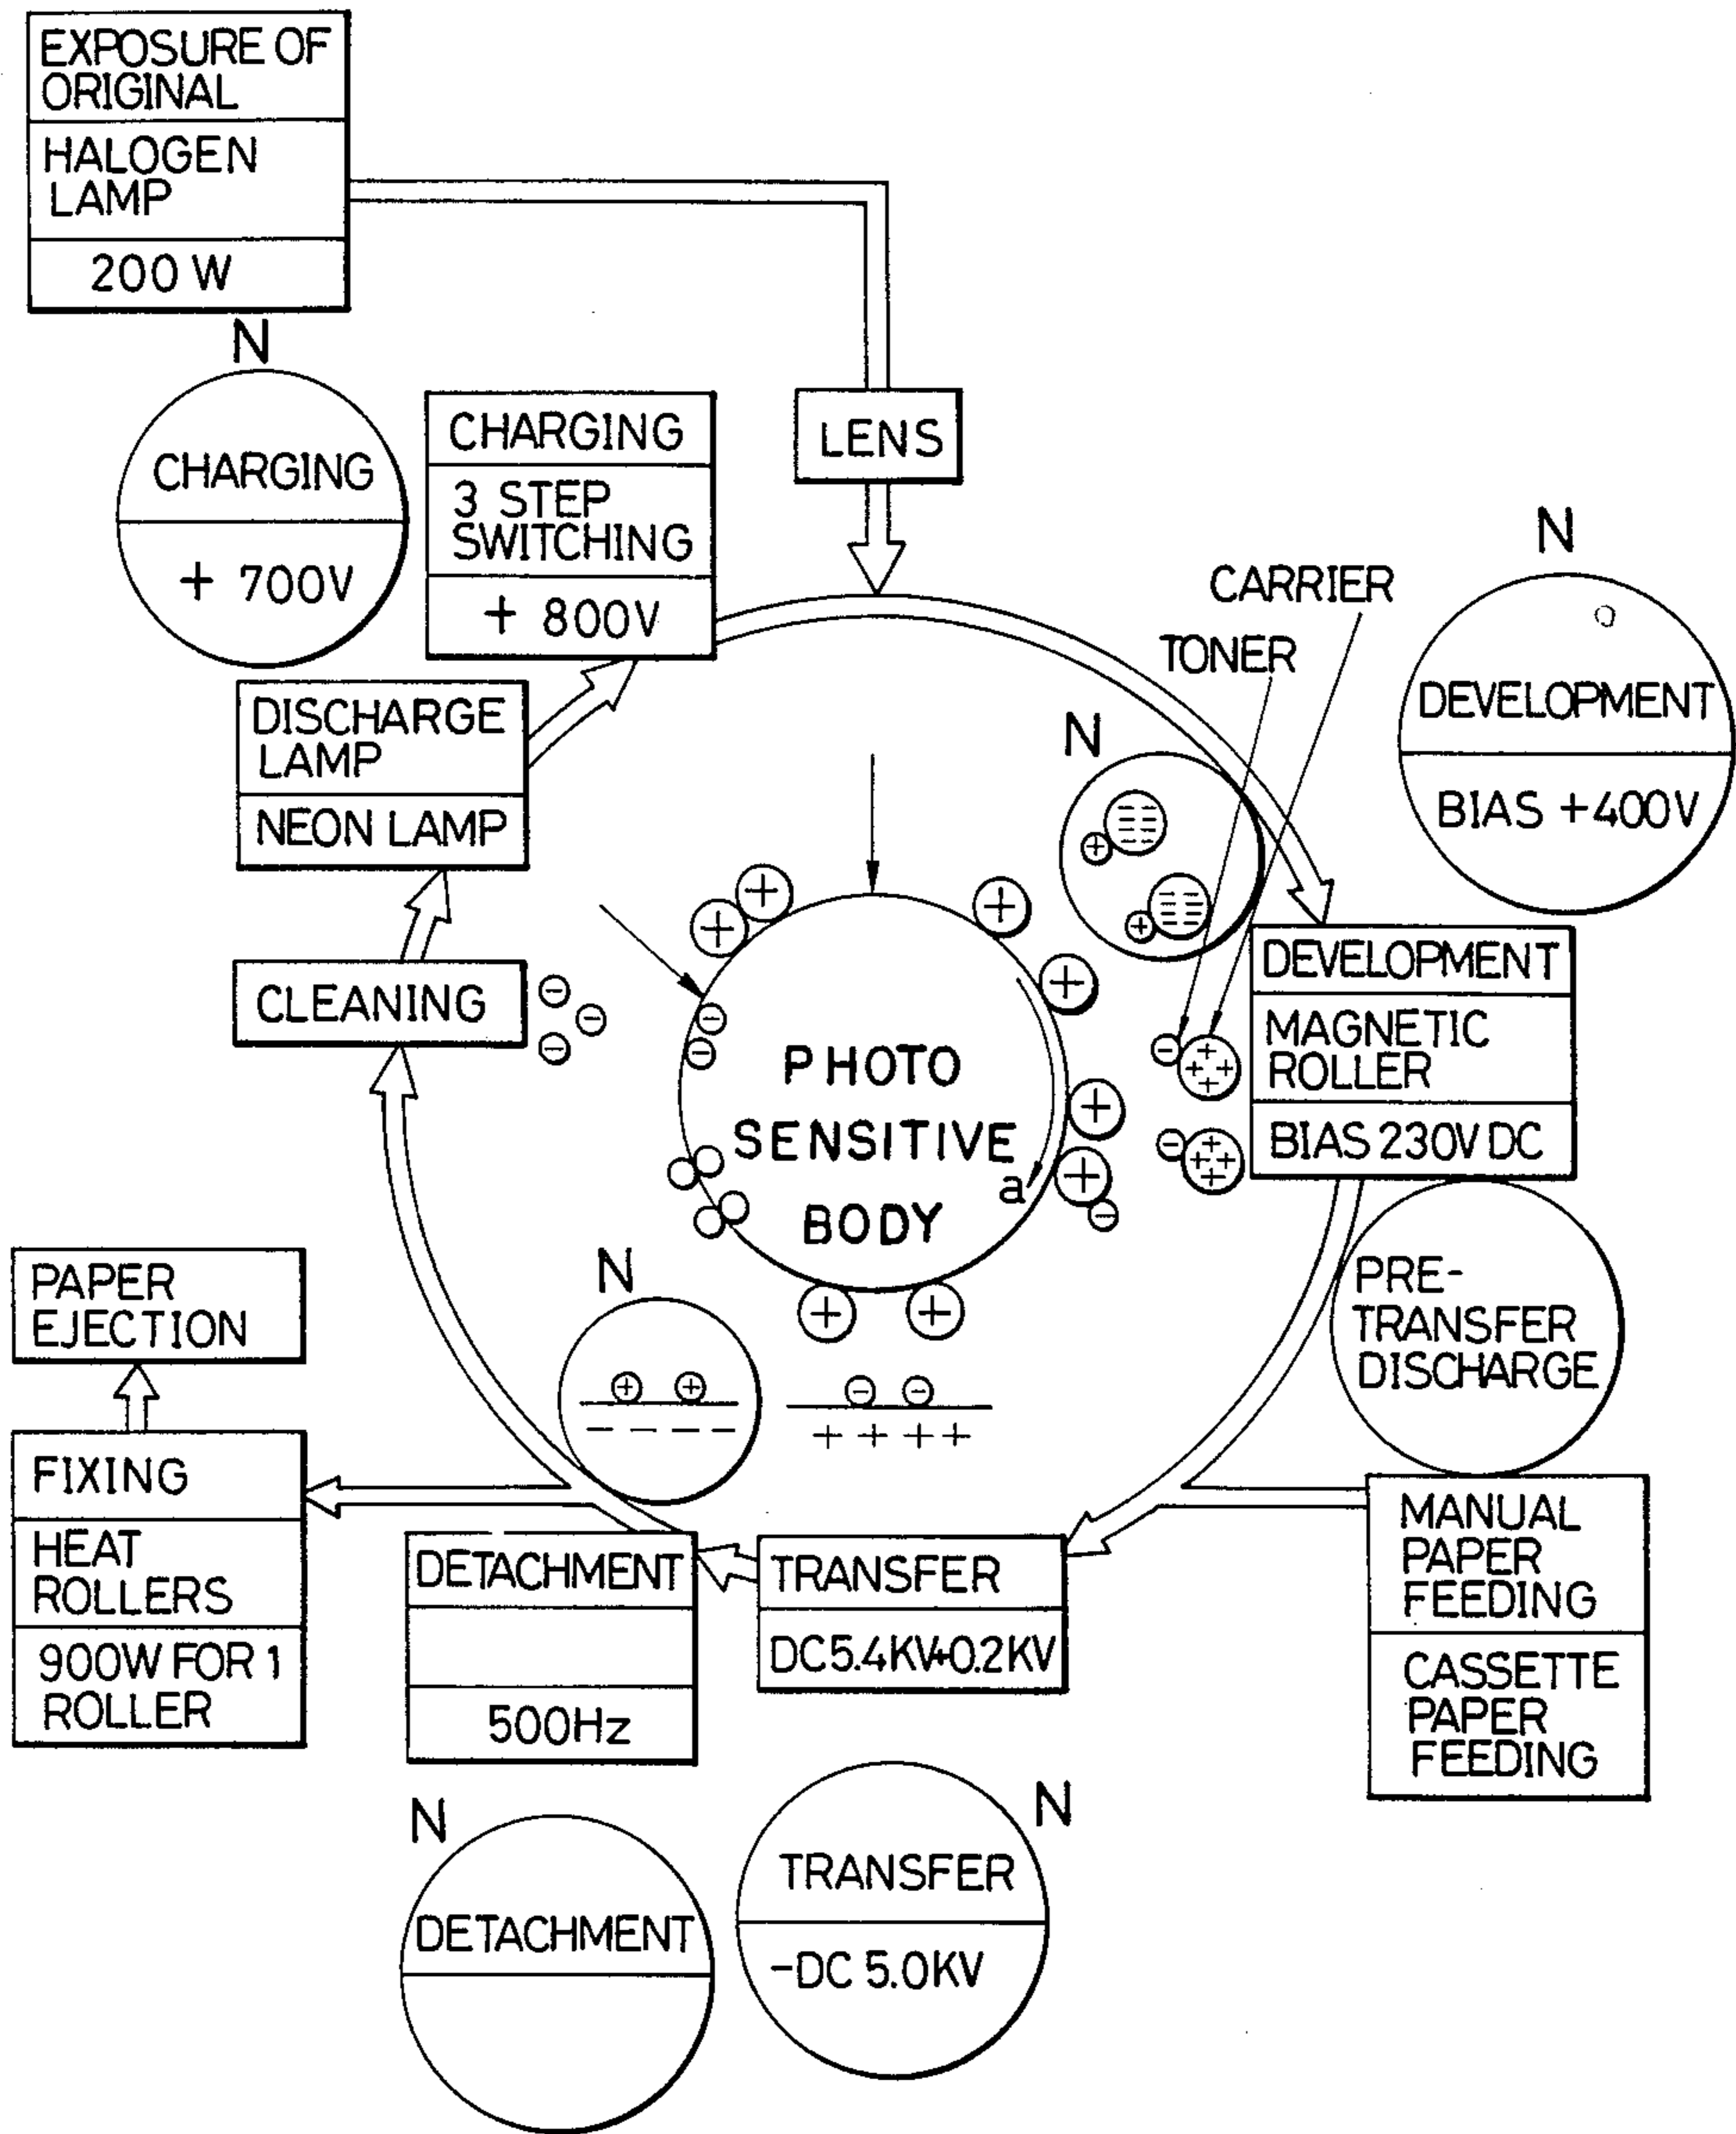 EXPOSURE OF
ORIGINAL
HALOGEN
LAMP
200 W
N
CHARGING
+ 700V
CHARGING
3 STEP
SWITCHING
+ 800V
LENS
N
DEVELOPMENT
BIAS +400V
CARRIER
TONER
N
DISCHARGE
LAMP
NEON LAMP
CLEANING
PHOTO
SENSITIVE
BODY
a
DEVELOPMENT
MAGNETIC
ROLLER
BIAS 230V DC
PRE-
TRANSFER
DISCHARGE
N
PAPER
EJECTION
FIXING
HEAT
ROLLERS
900W FOR 1
ROLLER
DETACHMENT
500Hz
TRANSFER
DC5.4KV+0.2KV
MANUAL
PAPER
FEEDING
CASSETTE
PAPER
FEEDING
N
DETACHMENT
N
TRANSFER
-DC 5.0KV